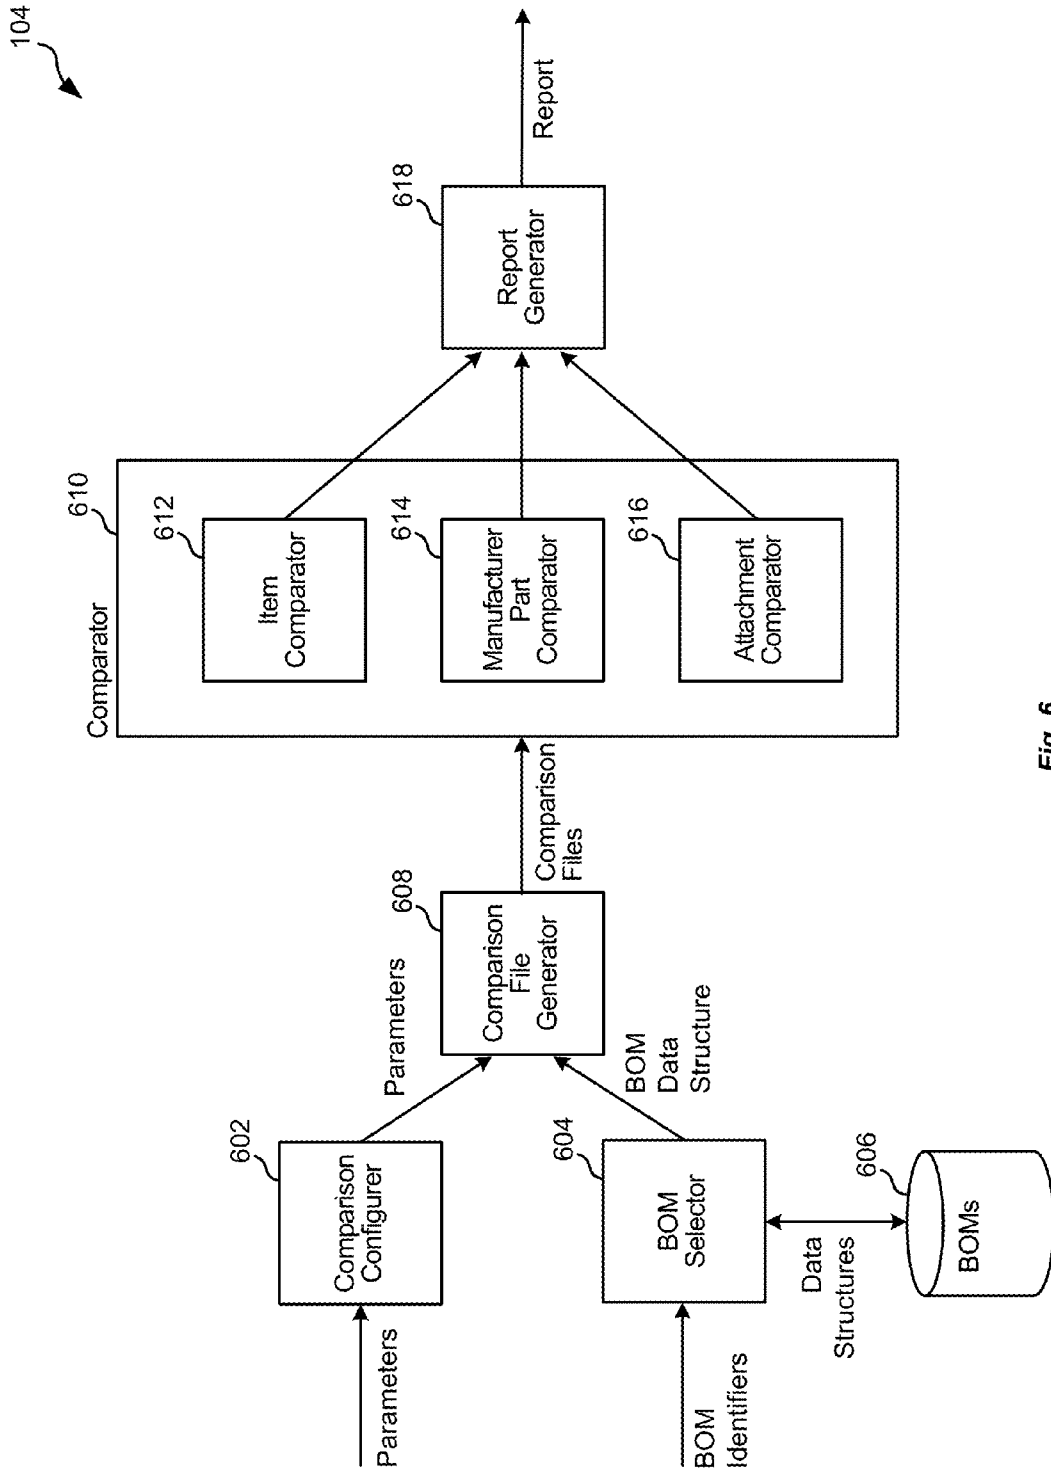 104
Parameters
Comparison
Configurer
602
Parameters
BOM
Identifiers
BOM
Selector
604
Data
Structures
BOMs
606
BOM
Data
Structure
Comparison
File
Generator
608
Comparison
Files
Comparator
610
Item
Comparator
612
Manufacturer
Part
Comparator
614
Attachment
Comparator
616
Report
Generator
618
Report
Fig. 6